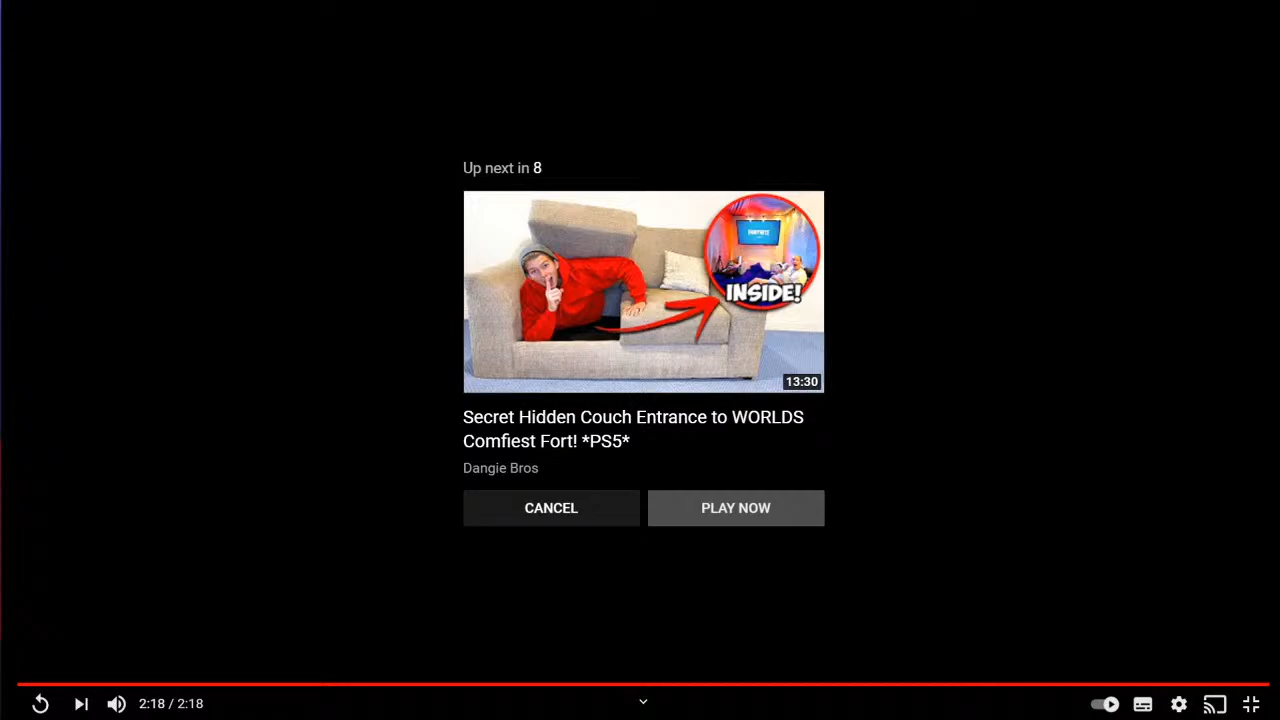 Up next in 8
FORTNITE
INSIDE!
13:30
Secret Hidden Couch Entrance to WORLDS
Comfiest Fort! *PS5*
Dangie Bros
CANCEL
PLAY NOW
2:18 / 2:18